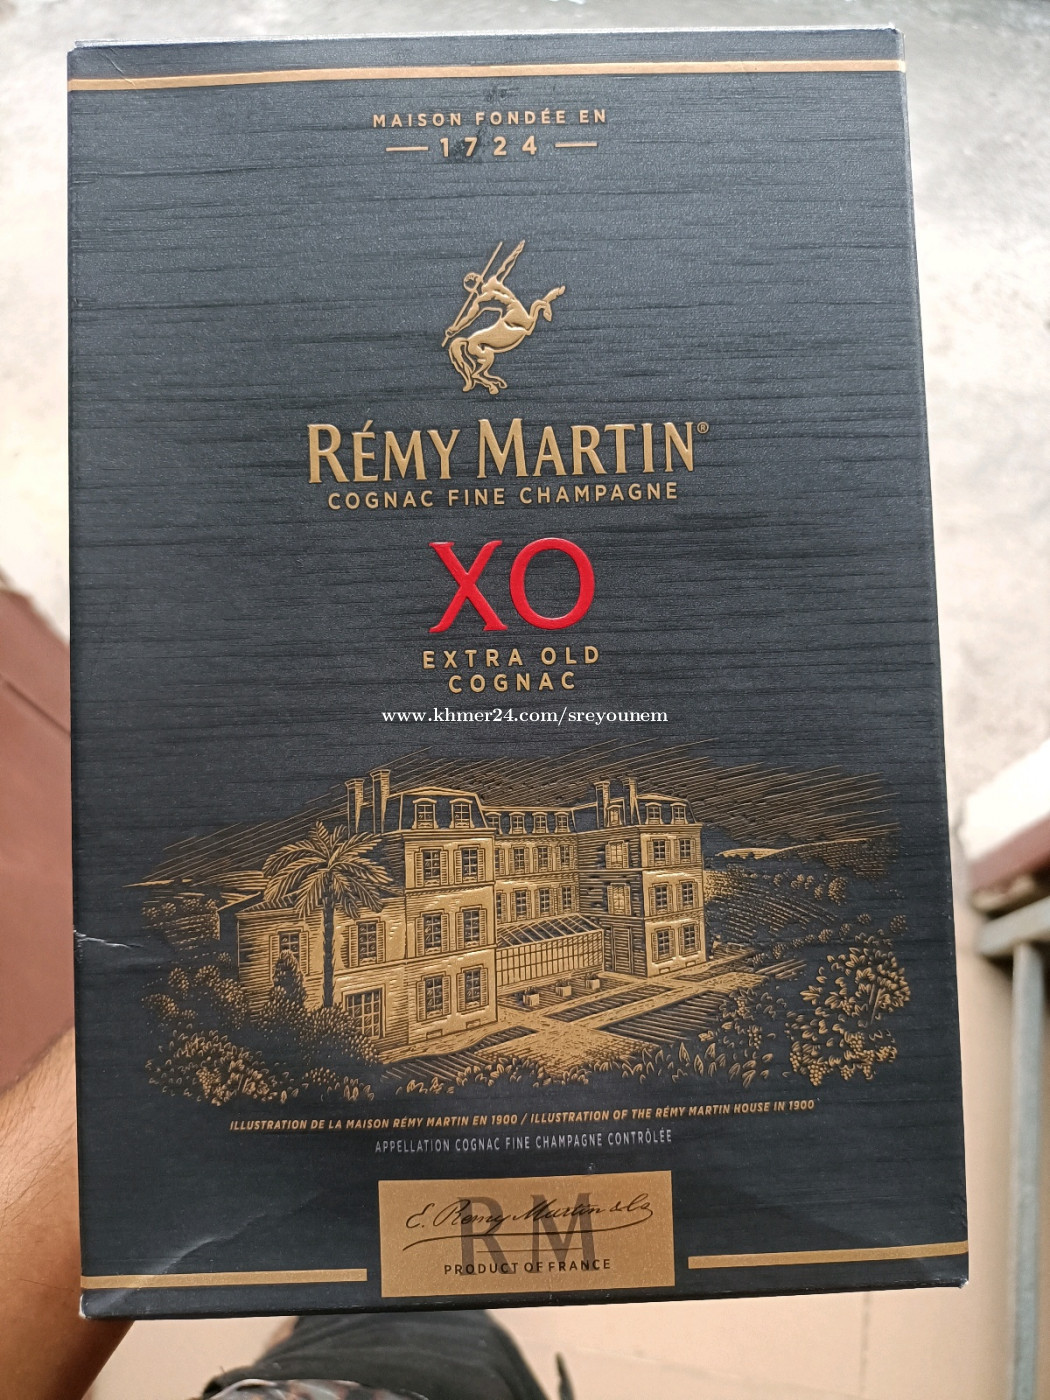 MAISON FONDÉE EN
1724
RÉMY MARTIN®
COGNAC FINE CHAMPAGNE
XO
EXTRA OLD
COGNAC
www.khmer24.com/sreyounem
ILLUSTRATION DE LA MAISON RÉMY MARTIN EN 1900 / ILLUSTRATION OF THE RÉMY MARTIN HOUSE IN 1900
APPELLATION COGNAC FINE CHAMPAGNE CONTRÔLÉE
E. Remy Martin & Co
RM
PRODUCT OF FRANCE